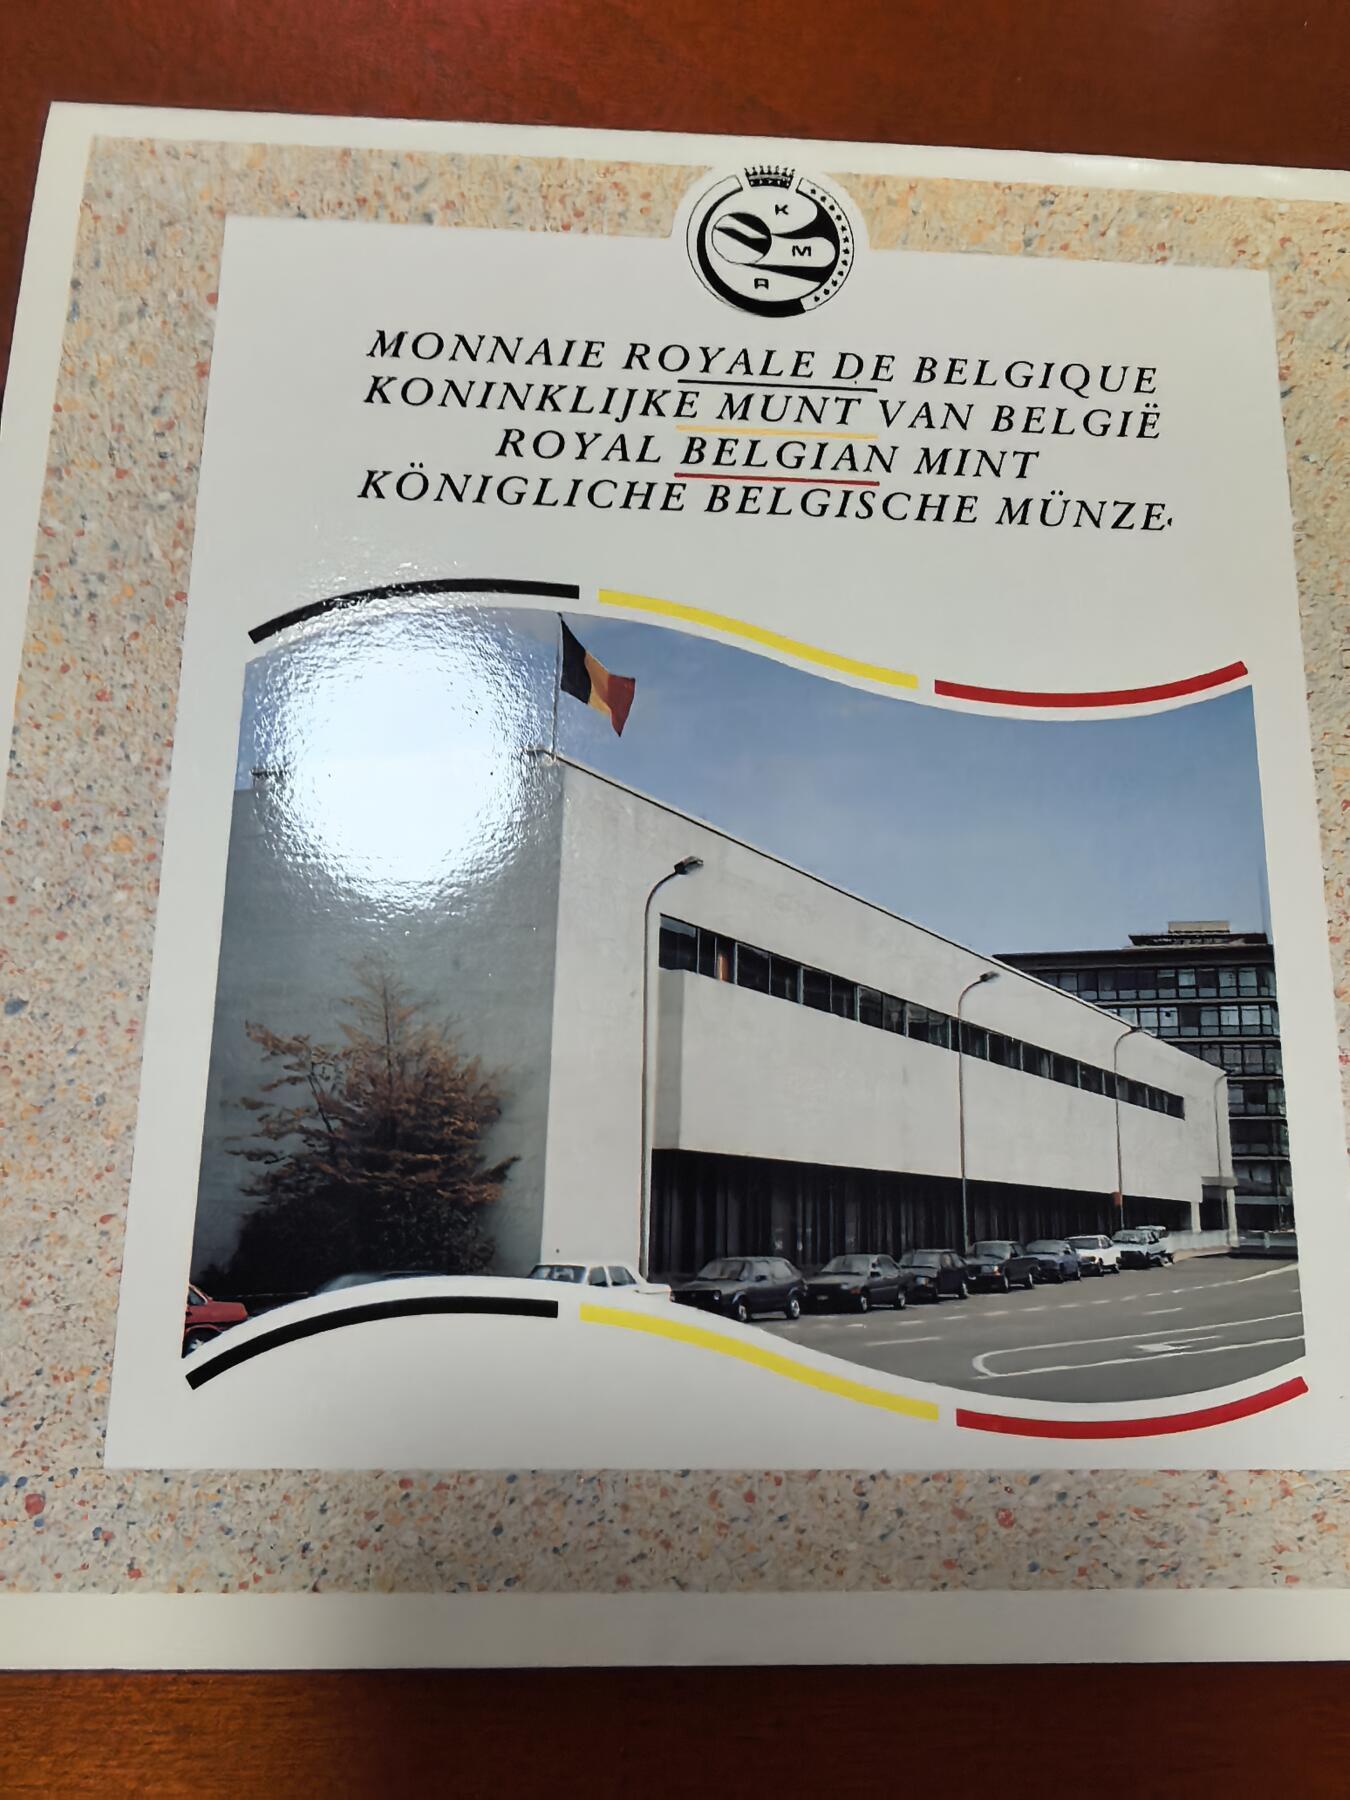 K
M
A
MONNAIE ROYALE DE BELGIQUE
KONINKLIJKE MUNT VAN BELGIË
ROYAL BELGIAN MINT
KÖNIGLICHE BELGISCHE MÜNZE